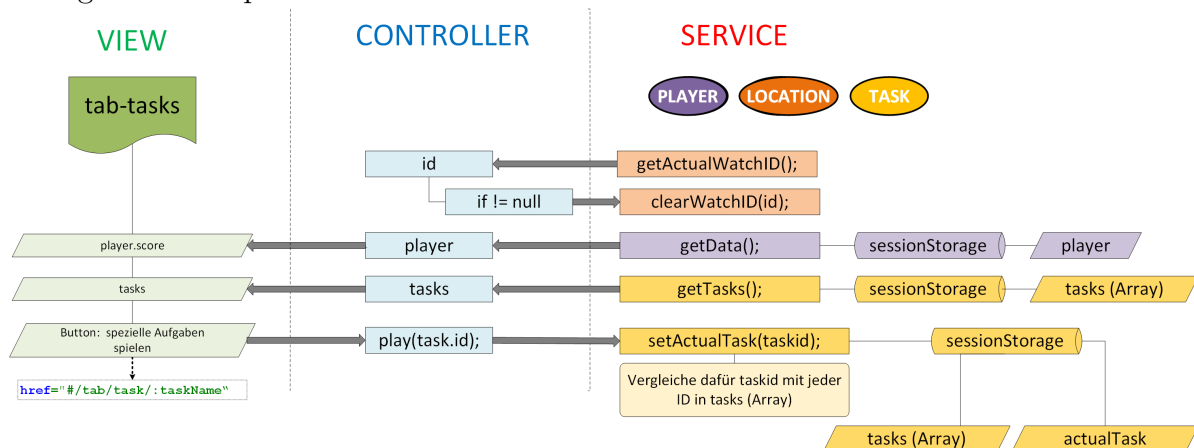 VIEW
CONTROLLER
SERVICE
tab-tasks
PLAYER
LOCATION
TASK
id
getActualWatchID();
if != null
clearWatchID(id);
player.score
player
getData();
sessionStorage
player
tasks
tasks
getTasks();
sessionStorage
tasks (Array)
Button: spezielle Aufgaben
spielen
play(task.id);
setActualTask(taskid);
sessionStorage
href="#/tab/task/:taskName"
Vergleiche dafür taskid mit jeder
ID in tasks (Array)
tasks (Array)
actualTask